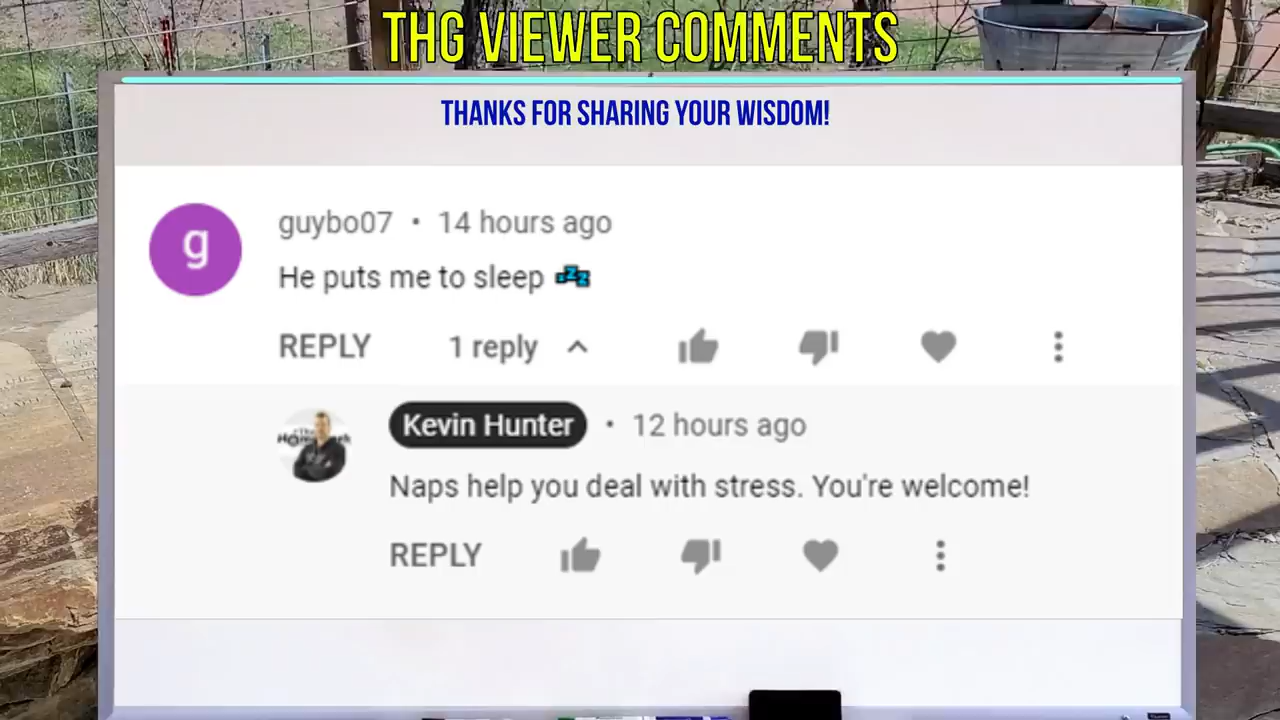 THG VIEWER COMMENTS
THANKS FOR SHARING YOUR WISDOM!
g
guybo07 • 14 hours ago
He puts me to sleep 💤
REPLY 1 reply
Kevin Hunter • 12 hours ago
Naps help you deal with stress. You're welcome!
REPLY